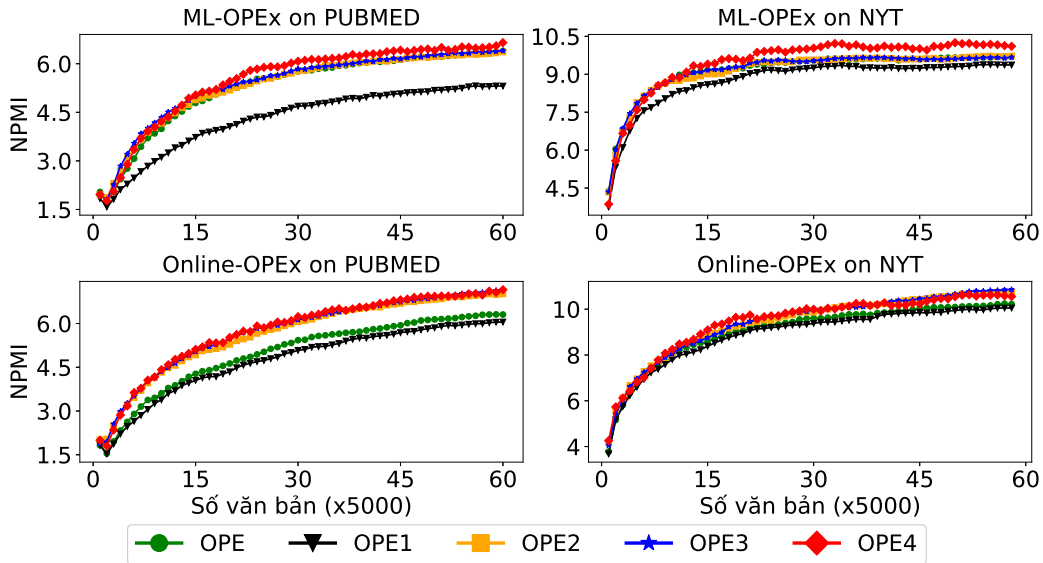 ML-OPEx on PUBMED
ML-OPEx on NYT
NPMI
6.0
4.5
3.0
1.5
0 15 30 45 60
10.5
9.0
7.5
6.0
4.5
0 15 30 45 60
Online-OPEx on PUBMED
Online-OPEx on NYT
NPMI
6.0
4.5
3.0
1.5
0 15 30 45 60
Số văn bản (x5000)
10
8
6
4
0 15 30 45 60
Số văn bản (x5000)
OPE OPE1 OPE2 OPE3 OPE4